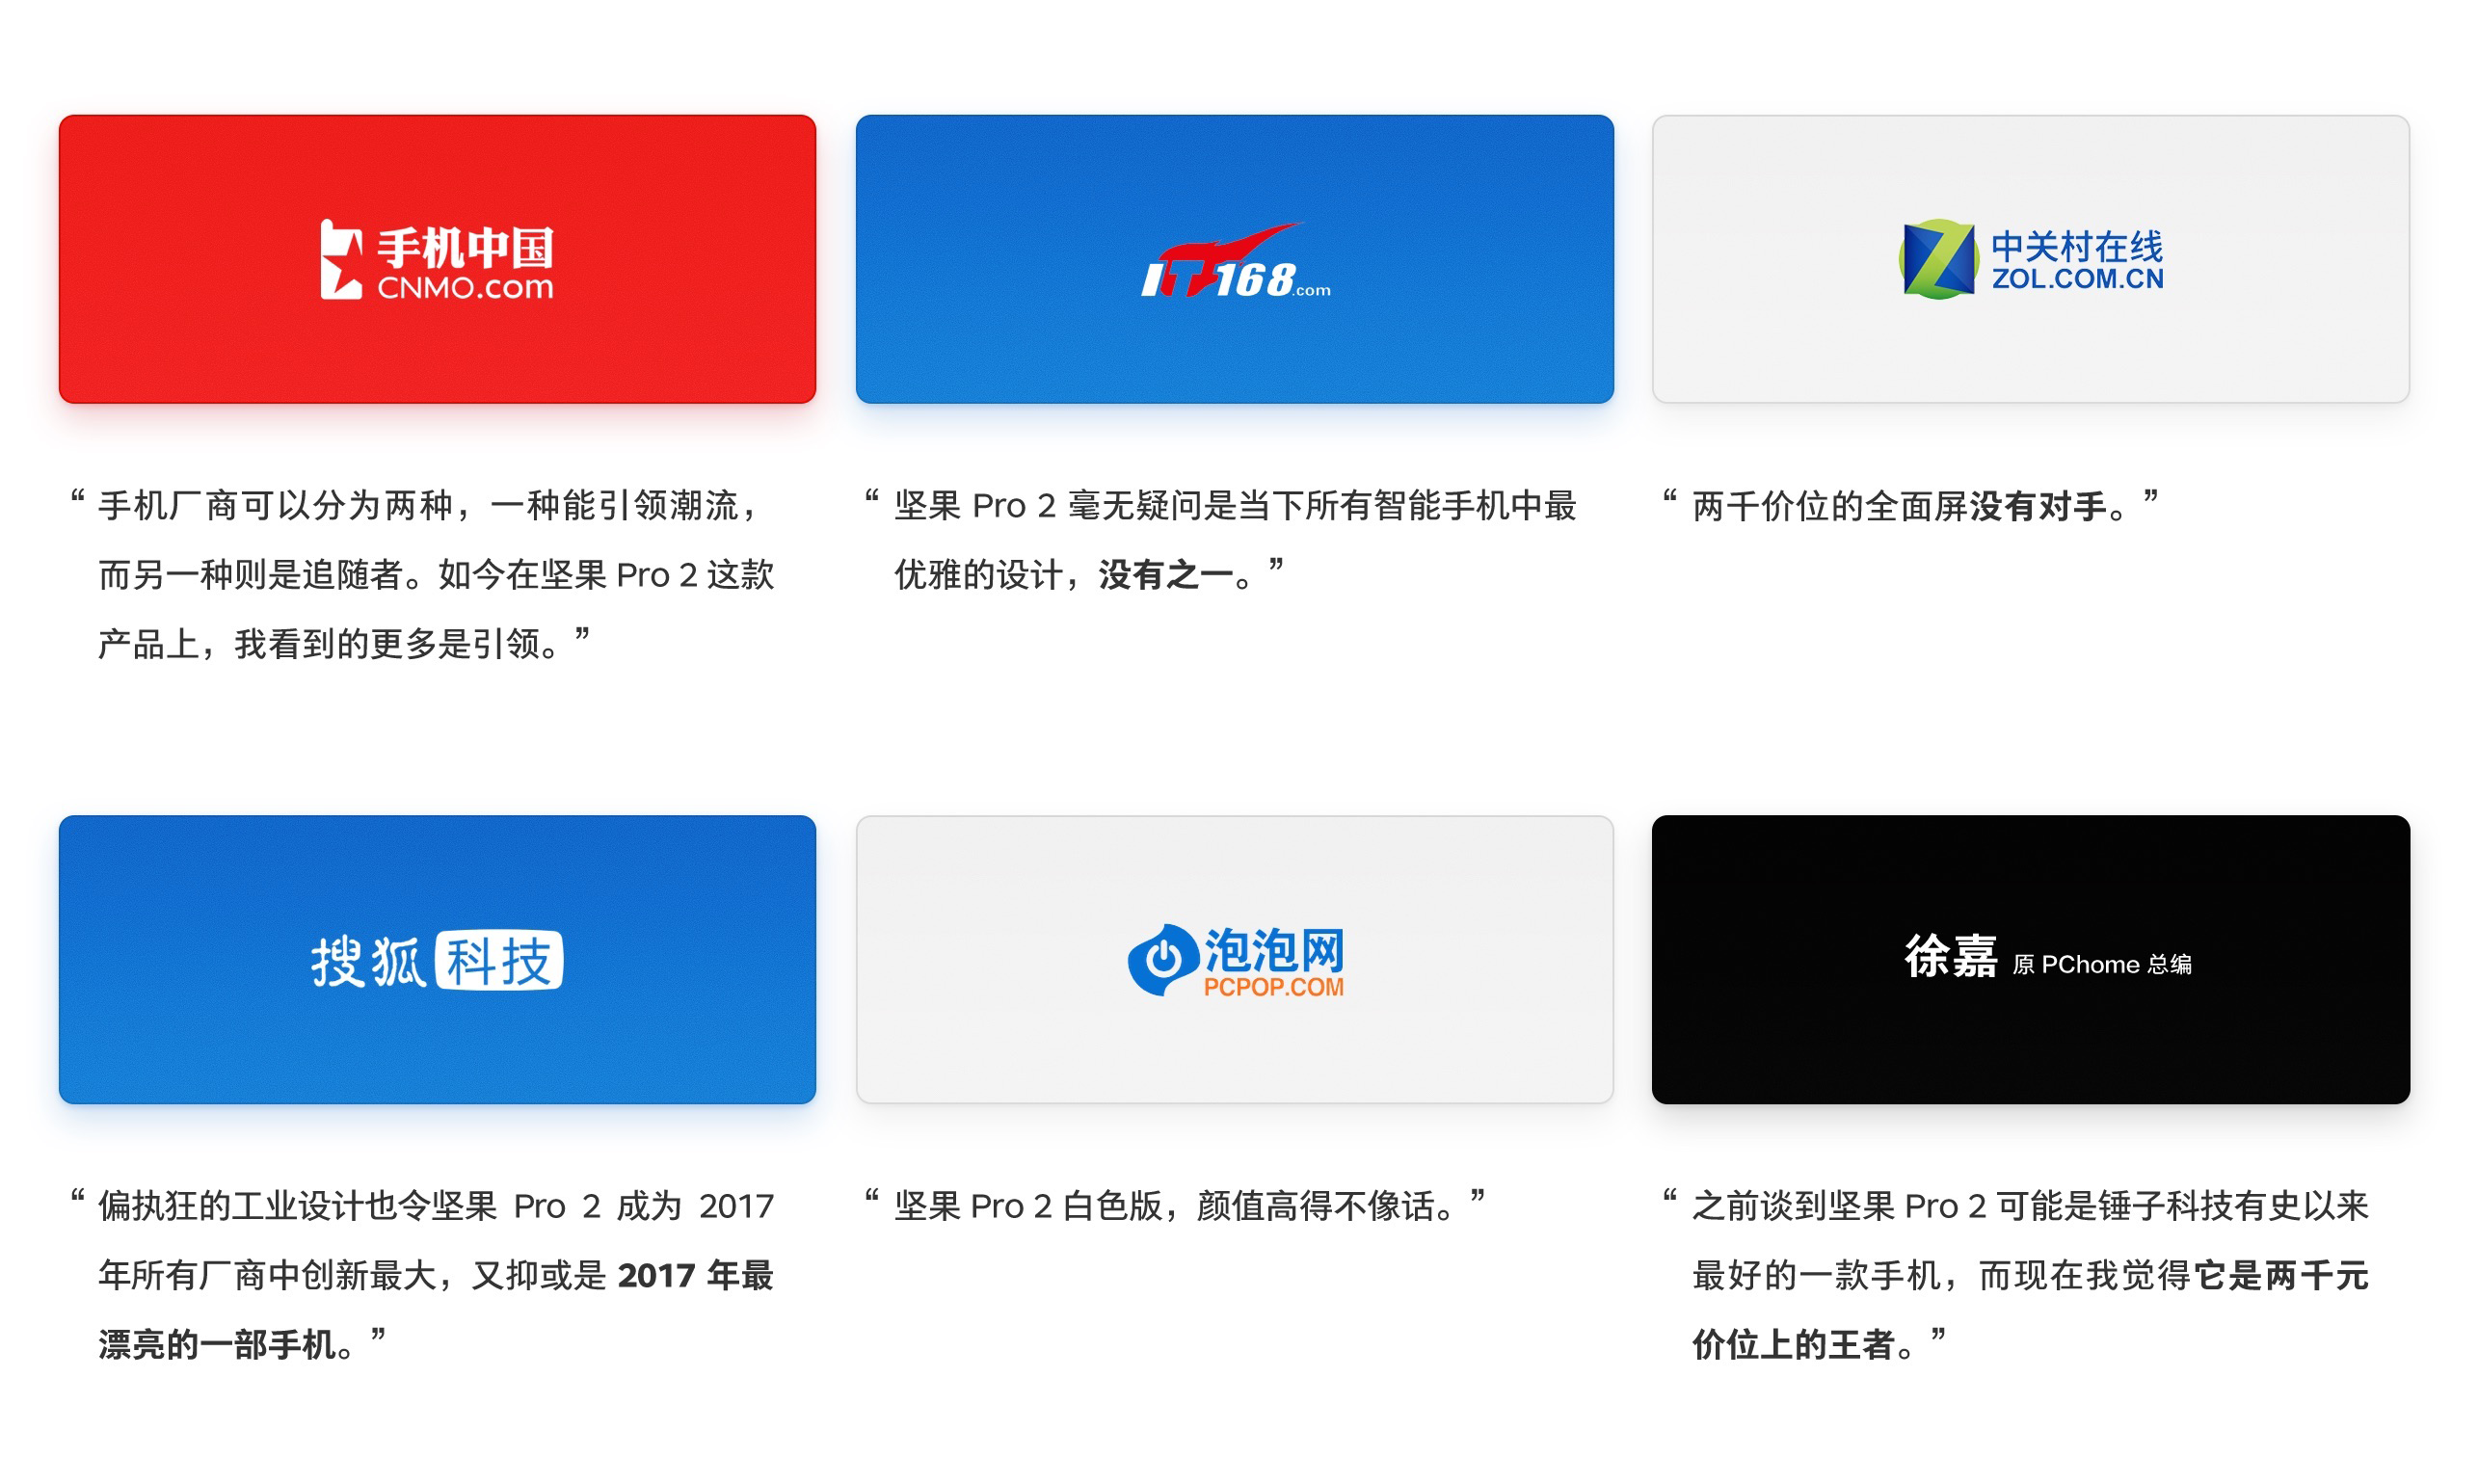 手机中国
CNMO.com
IT168.com
中关村在线
ZOL.COM.CN
“ 手机厂商可以分为两种，一种能引领潮流，
而另一种则是追随者。如今在坚果 Pro 2 这款
产品上，我看到的更多是引领。”
“ 坚果 Pro 2 毫无疑问是当下所有智能手机中最
优雅的设计，没有之一。”
“ 两千价位的全面屏没有对手。”
搜狐科技
泡泡网
PCPOP.COM
徐嘉 原 PChome 总编
“ 偏执狂的工业设计也令坚果 Pro 2 成为 2017
年所有厂商中创新最大，又抑或是 2017 年最
漂亮的一部手机。”
“ 坚果 Pro 2 白色版，颜值高得不像话。”
“ 之前谈到坚果 Pro 2 可能是锤子科技有史以来
最好的一款手机，而现在我觉得它是两千元
价位上的王者。”